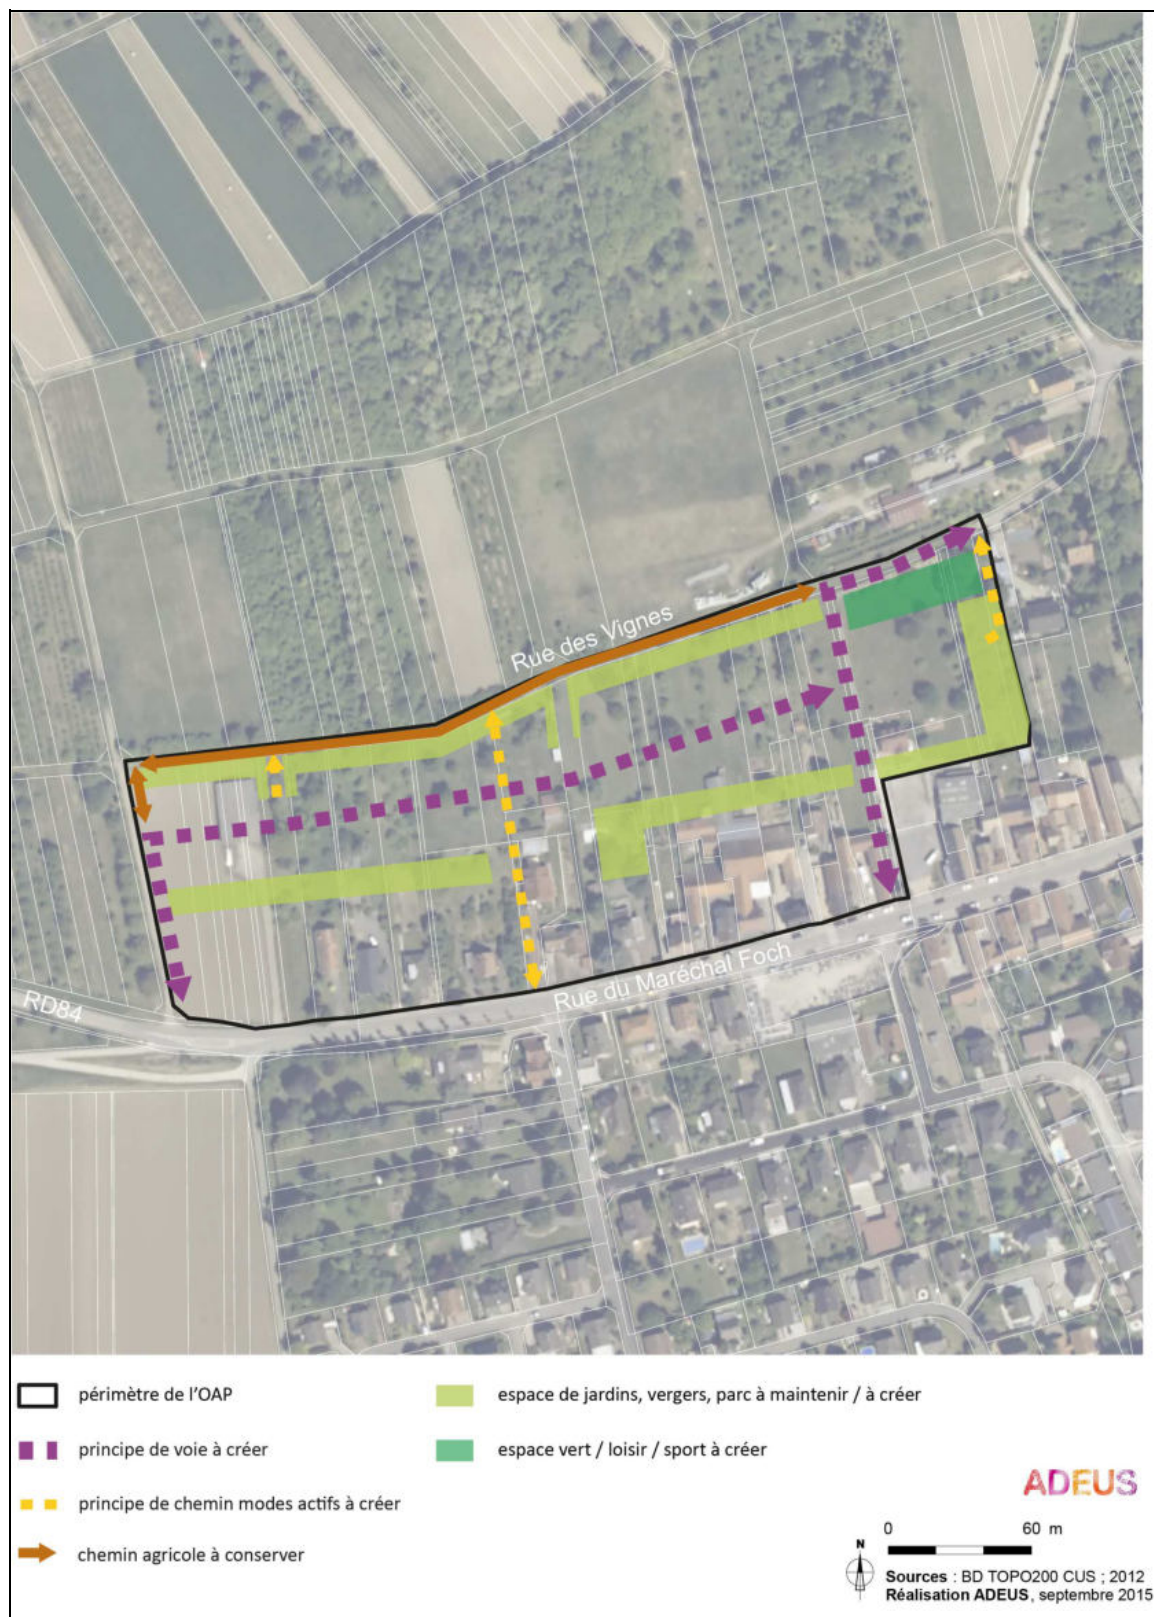 Rue des Vignes
Rue du Maréchal Foch
RD84
périmètre de l'OAP
principe de voie à créer
principe de chemin modes actifs à créer
chemin agricole à conserver
espace de jardins, vergers, parc à maintenir / à créer
espace vert / loisir / sport à créer
ADEUS
0 60 m
N
Sources : BD TOPO200 CUS ; 2012
Réalisation ADEUS, septembre 2015